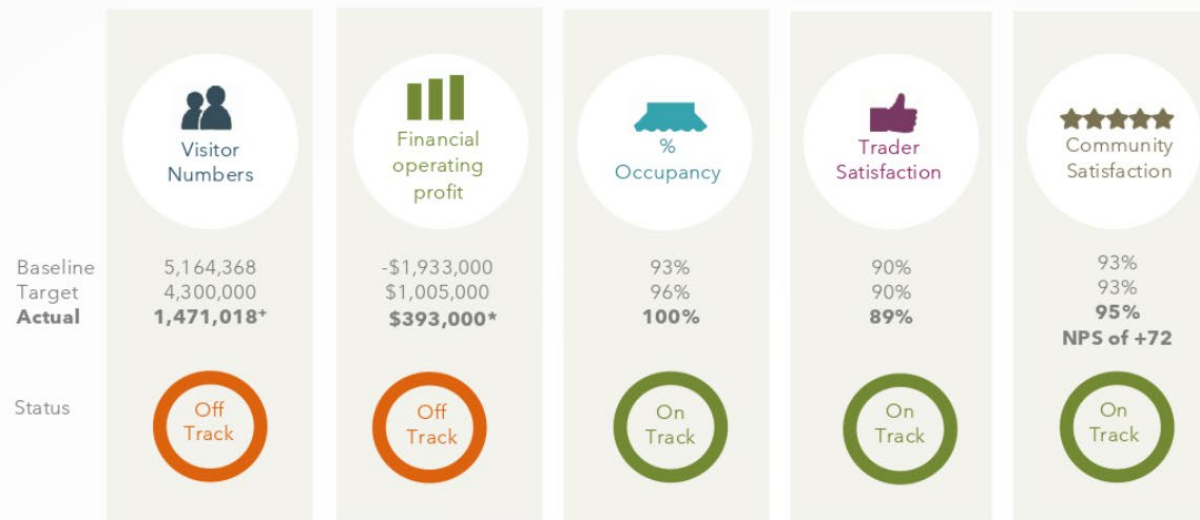 Visitor
Numbers
Financial
operating
profit
%
Occupancy
Trader
Satisfaction
Community
Satisfaction
Baseline 5,164,368 -$1,933,000 93% 90% 93%
Target 4,300,000 $1,005,000 96% 90% 93%
Actual 1,471,018+ $393,000* 100% 89% 95%
NPS of +72
Status
Off
Track
Off
Track
On
Track
On
Track
On
Track